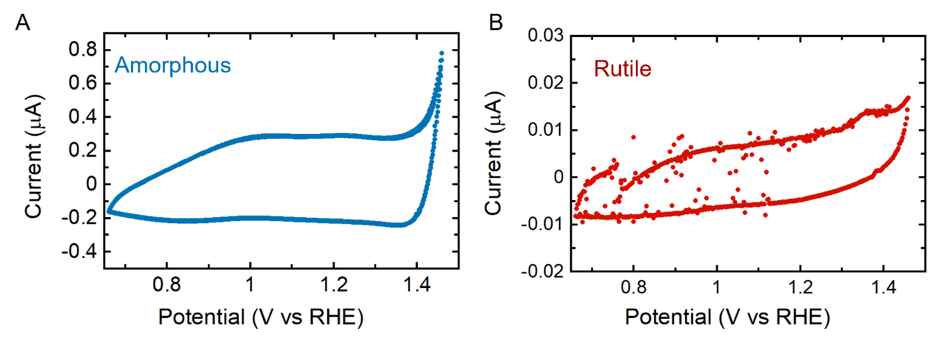 A
Amorphous
Current (μA)
0.8
0.6
0.4
0.2
0
-0.2
-0.4
0.8
1
1.2
1.4
Potential (V vs RHE)
B
Rutile
Current (μA)
0.03
0.02
0.01
0
-0.01
-0.02
0.8
1
1.2
1.4
Potential (V vs RHE)